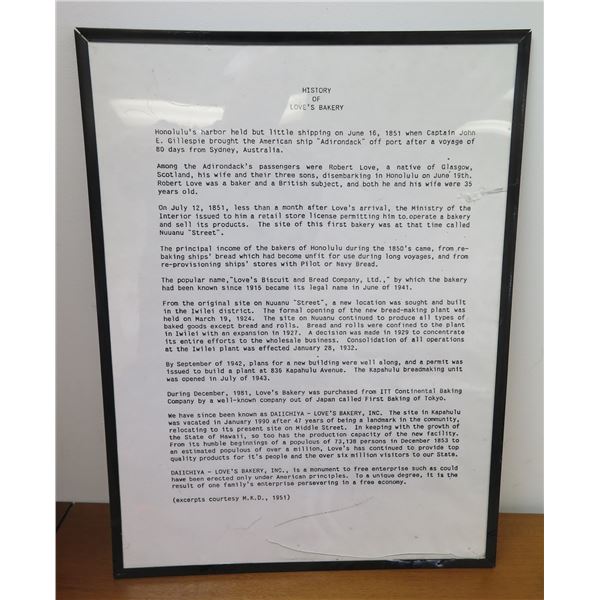 HISTORY
OF
LOVE'S BAKERY
Honolulu's harbor held but little shipping on June 16, 1851 when Captain John
E. Gillespie brought the American ship "Adirondack" off port after a voyage of
80 days from Sydney, Australia.
Among the Adirondack's passengers were Robert Love, a native of Glasgow,
Scotland, his wife and their three sons, disembarking in Honolulu on June 19th.
Robert Love was a baker and a British subject, and both he and his wife were 35
years old.
On July 12, 1851, less than a month after Love's arrival, the Ministry of the
Interior issued to him a retail store license permitting him to operate a bakery
and sell its products. The site of this first bakery was at that time called
Nuuanu "Street".
The principal income of the bakers of Honolulu during the 1850's came, from re-
baking ships' bread which had become unfit for use during long voyages, and from
re-provisioning ships' stores with Pilot or Navy Bread.
The popular name,"Love's Biscuit and Bread Company, Ltd.," by which the bakery
had been known since 1915 became its legal name in June of 1941.
From the original site on Nuuanu "Street", a new location was sought and built
in the Iwilei district. The formal opening of the new bread-making plant was
held on March 19, 1924. The site on Nuuanu continued to produce all types of
baked goods except bread and rolls. Bread and rolls were confined to the plant
in Iwilei with an expansion in 1927. A decision was made in 1929 to concentrate
its entire efforts to the wholesale business. Consolidation of all operations
at the Iwilei plant was effected January 28, 1932.
By September of 1942, plans for a new building were well along, and a permit was
issued to build a plant at 836 Kapahulu Avenue. The Kapahulu breadmaking unit
was opened in July of 1943.
During December, 1981, Love's Bakery was purchased from ITT Continental Baking
Company by a well-known company out of Japan called First Baking of Tokyo.
We have since been known as DAIICHIYA - LOVE'S BAKERY, INC. The site in Kapahulu
was vacated in January 1990 after 47 years of being a landmark in the community,
relocating to its present site on Middle Street. In keeping with the growth of
the State of Hawaii, so too has the production capacity of the new facility.
From its humble beginnings of a populous of 73,138 persons in December 1853 to
an estimated populous of over a million, Love's has continued to provide top
quality products for it's people and the over six million visitors to our State.
DAIICHIYA - LOVE'S BAKERY, INC., is a monument to free enterprise such as could
have been erected only under American principles. To a unique degree, it is the
result of one family's enterprise persevering in a free economy.
(excerpts courtesy M.K.D., 1951)